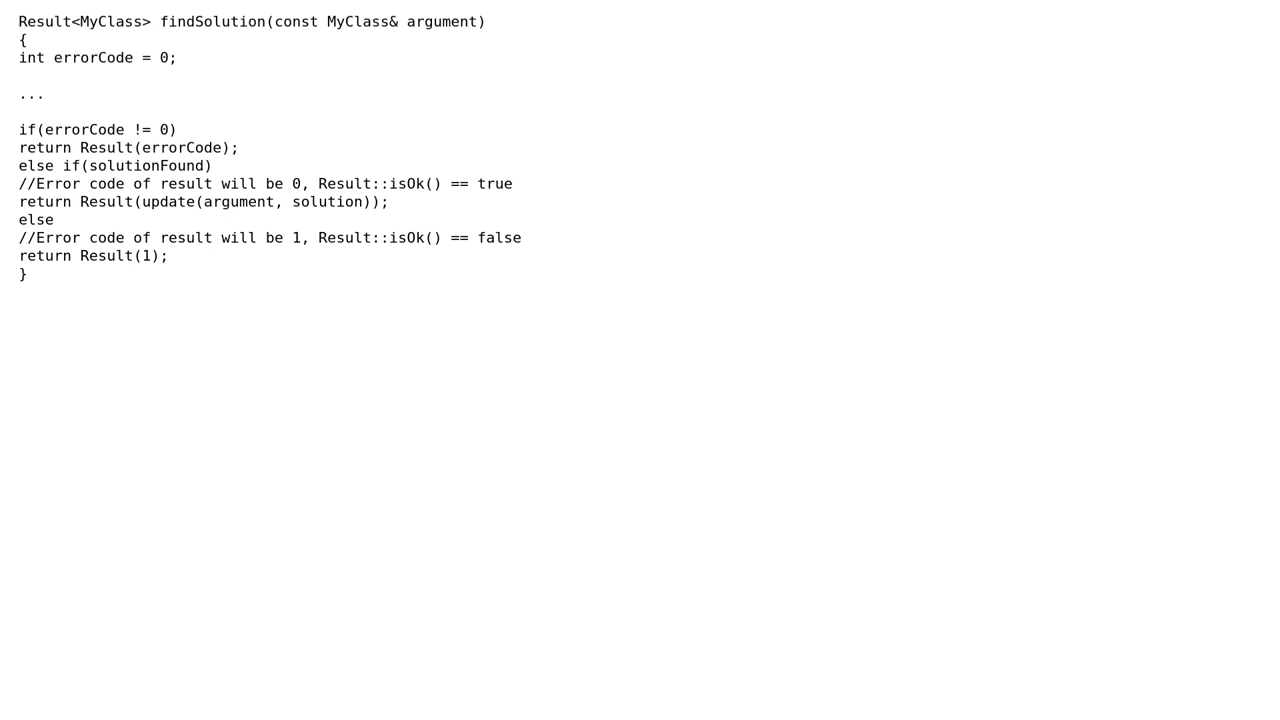 Result<MyClass> findSolution(const MyClass& argument)
{
int errorCode = 0;
...
if(errorCode != 0)
return Result(errorCode);
else if(solutionFound)
//Error code of result will be 0, Result::isOk() == true
return Result(update(argument, solution));
else
//Error code of result will be 1, Result::isOk() == false
return Result(1);
}